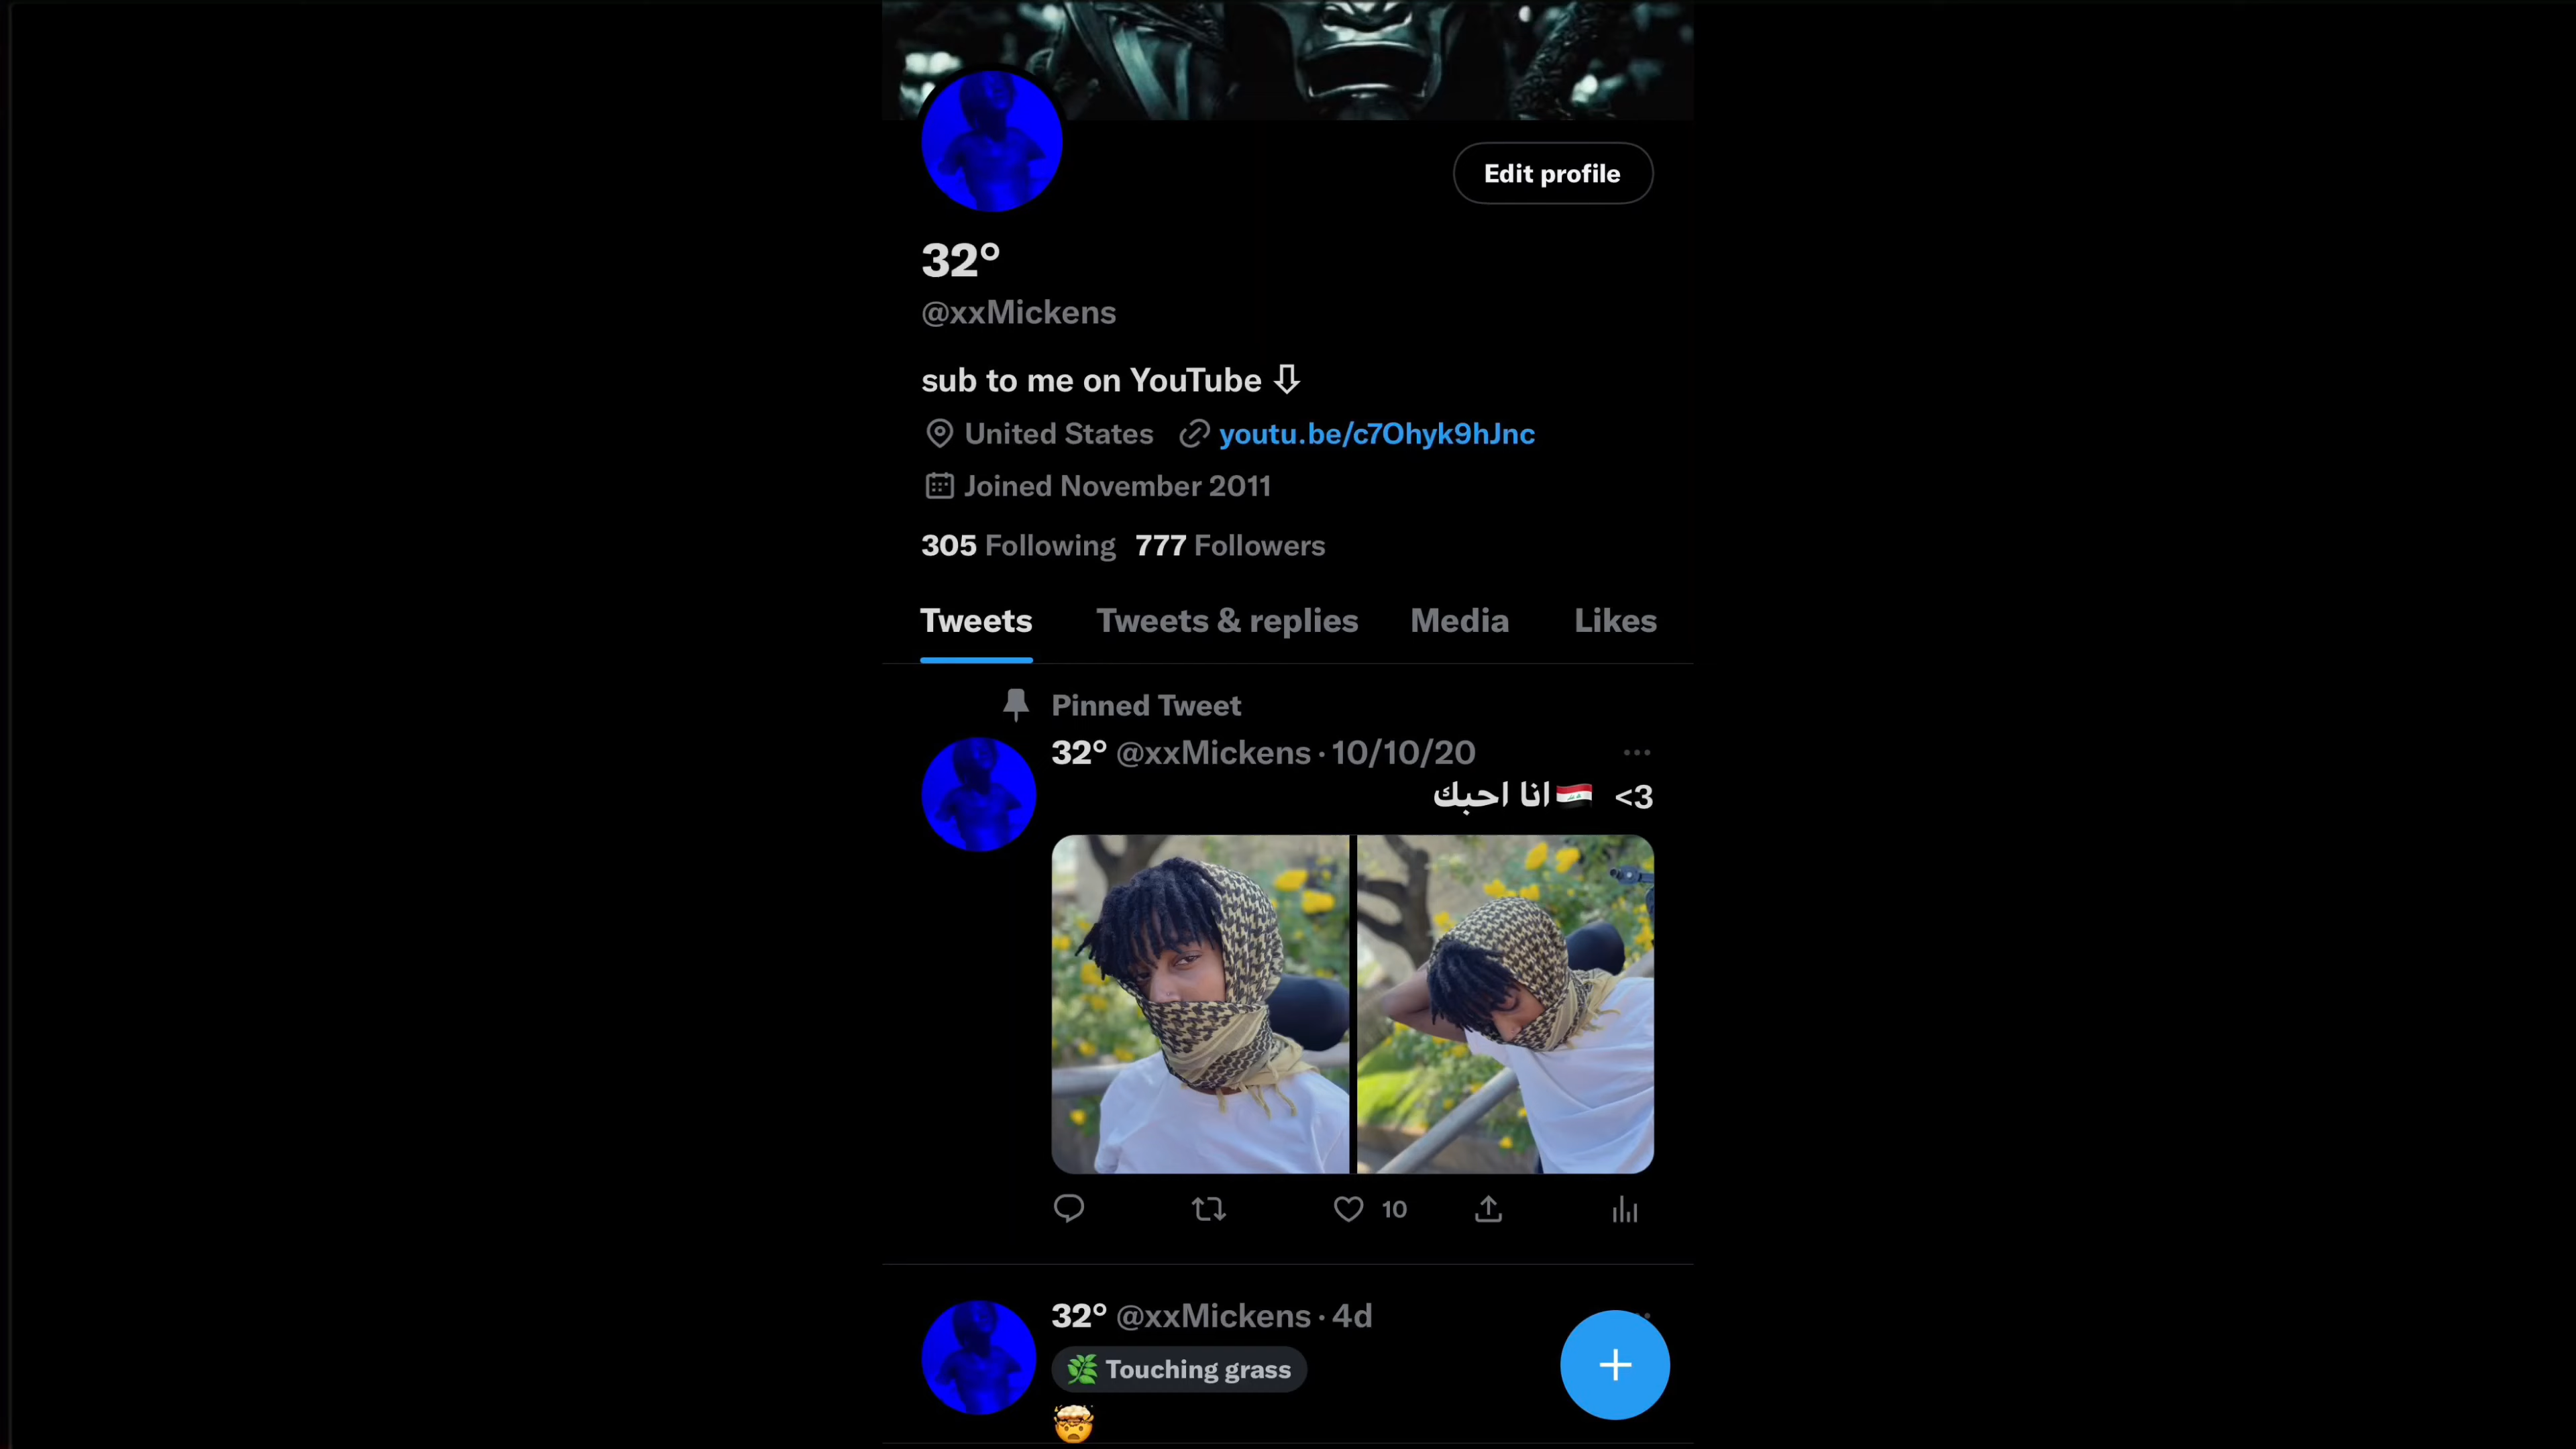 Edit profile
32°
@xxMickens
sub to me on YouTube ⇩
United States youtu.be/c7Ohyk9hJnc
Joined November 2011
305 Following 777 Followers
Tweets Tweets & replies Media Likes
Pinned Tweet
32° @xxMickens · 10/10/20
انا احبك🇮🇶 <3
10
32° @xxMickens · 4d
🌿 Touching grass
🤯